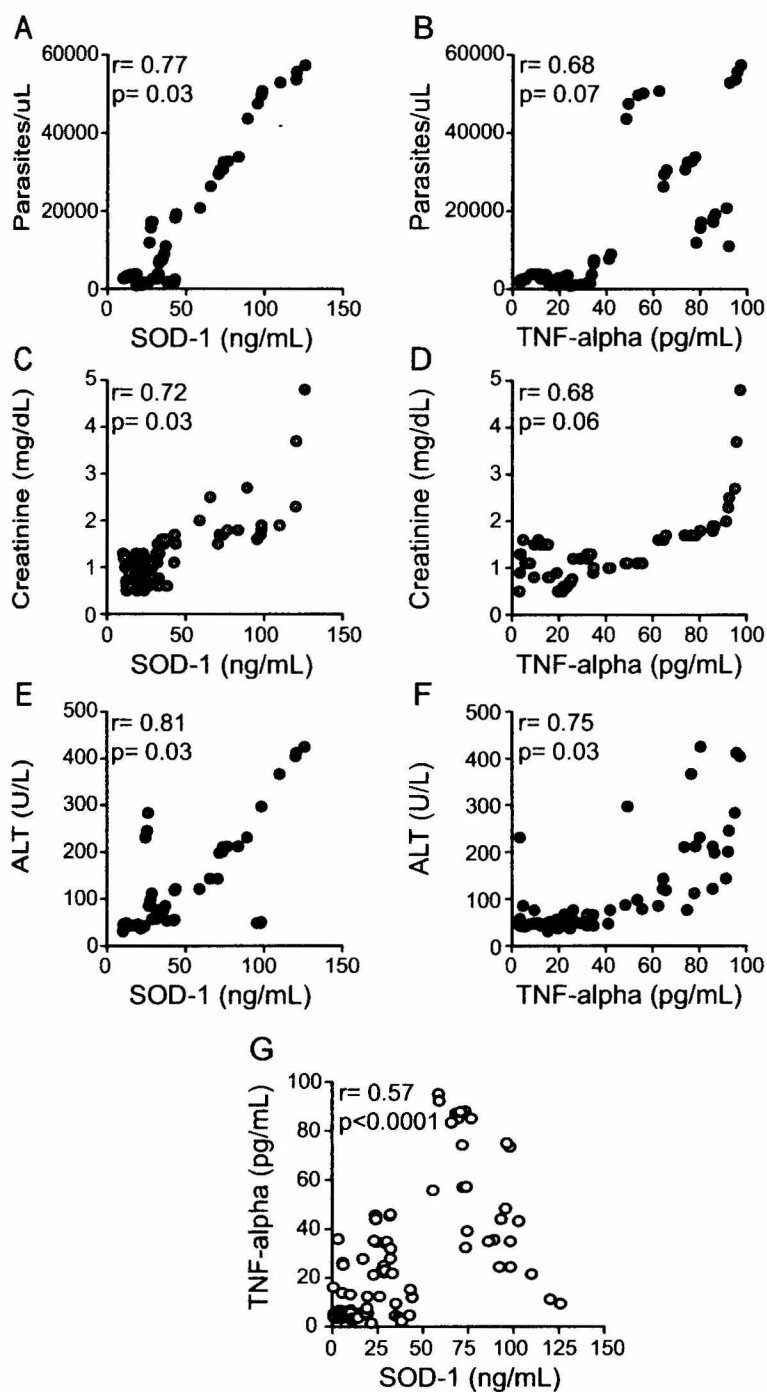 A
r= 0.77
p= 0.03
Parasites/uL
60000
40000
20000
0
0 50 100 150
SOD-1 (ng/mL)
B
r= 0.68
p= 0.07
Parasites/uL
60000
40000
20000
0
0 20 40 60 80 100
TNF-alpha (pg/mL)
C
r= 0.72
p= 0.03
Creatinine (mg/dL)
5
4
3
2
1
0
0 50 100 150
SOD-1 (ng/mL)
D
r= 0.68
p= 0.06
Creatinine (mg/dL)
5
4
3
2
1
0
0 20 40 60 80 100
TNF-alpha (pg/mL)
E
r= 0.81
p= 0.03
ALT (U/L)
500
400
300
200
100
0
0 50 100 150
SOD-1 (ng/mL)
F
r= 0.75
p= 0.03
ALT (U/L)
500
400
300
200
100
0
0 20 40 60 80 100
TNF-alpha (pg/mL)
G
r= 0.57
p<0.0001
TNF-alpha (pg/mL)
100
80
60
40
20
0
0 25 50 75 100 125 150
SOD-1 (ng/mL)